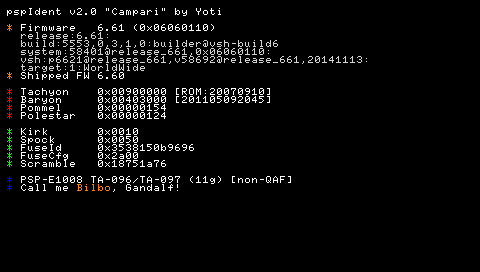 pspIdent v2.0 "Campari" by Yoti
* Firmware 6.61 (0x06060110)
release:6.61:
build:5553,0,3,1,0:builder@vsh-build6
system:58401@release_661,0x06060110:
vsh:p6621@release_661,v58692@release_661,20141113:
target:1:WorldWide
* Shipped FW 6.60
* Tachyon 0x00900000 [ROM:20070910]
* Baryon 0x00403000 [201105092045]
* Pommel 0x00000154
* Polestar 0x00000124
* Kirk 0x0010
* Spock 0x0050
* FuseId 0x3538150b9696
* FuseCfg 0x2a00
* Scramble 0x18751a76
* PSP-E1008 TA-096/TA-097 (11g) [non-QAF]
* Call me Bilbo, Gandalf!